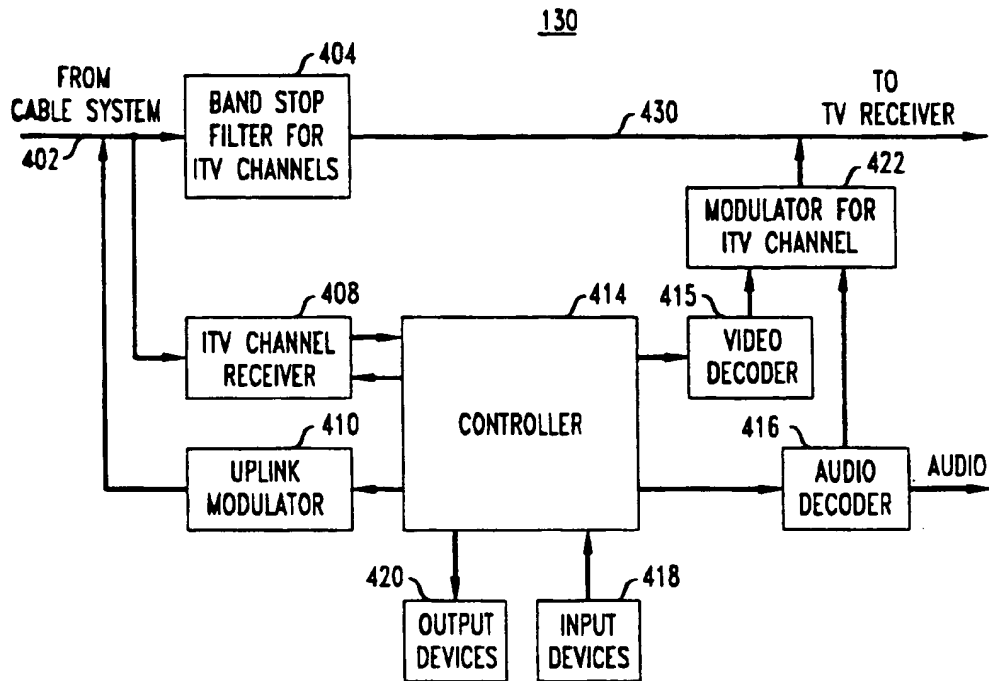 130
FROM
CABLE SYSTEM
402
404
BAND STOP
FILTER FOR
ITV CHANNELS
430
TO
TV RECEIVER
422
MODULATOR FOR
ITV CHANNEL
408
ITV CHANNEL
RECEIVER
414
CONTROLLER
415
VIDEO
DECODER
410
UPLINK
MODULATOR
416
AUDIO
DECODER
AUDIO
420
OUTPUT
DEVICES
418
INPUT
DEVICES